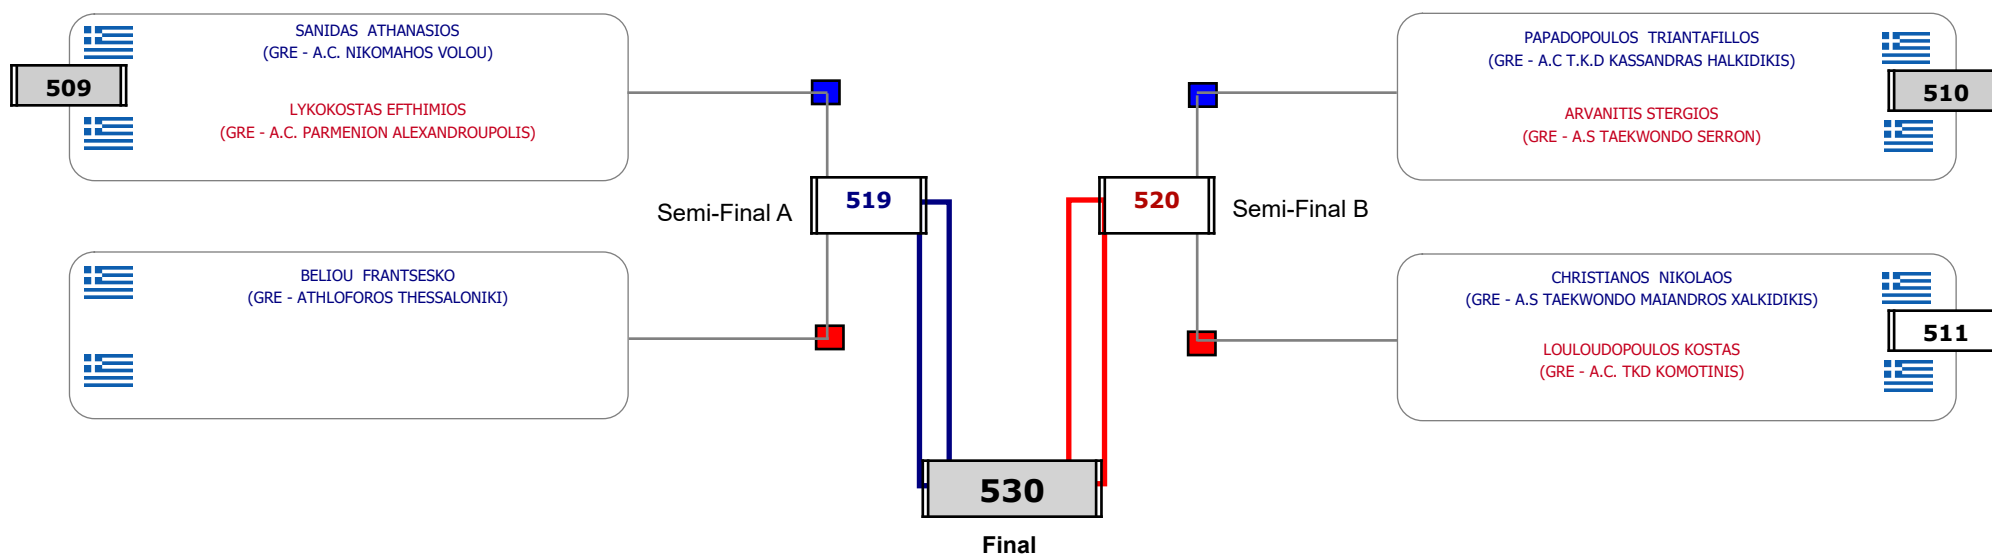 SANIDAS ATHANASIOS
(GRE - A.C. NIKOMAHOS VOLOU)
509
LYKOKOSTAS EFTHIMIOS
(GRE - A.C. PARMENION ALEXANDROUPOLIS)
PAPADOPOULOS TRIANTAFILLOS
(GRE - A.C T.K.D KASSANDRAS HALKIDIKIS)
510
ARVANITIS STERGIOS
(GRE - A.S TAEKWONDO SERRON)
Semi-Final A
519
520
Semi-Final B
BELIOU FRANTSESKO
(GRE - ATHLOFOROS THESSALONIKI)
CHRISTIANOS NIKOLAOS
(GRE - A.S TAEKWONDO MAIANDROS XALKIDIKIS)
511
LOULOUDOPOULOS KOSTAS
(GRE - A.C. TKD KOMOTINIS)
530
Final